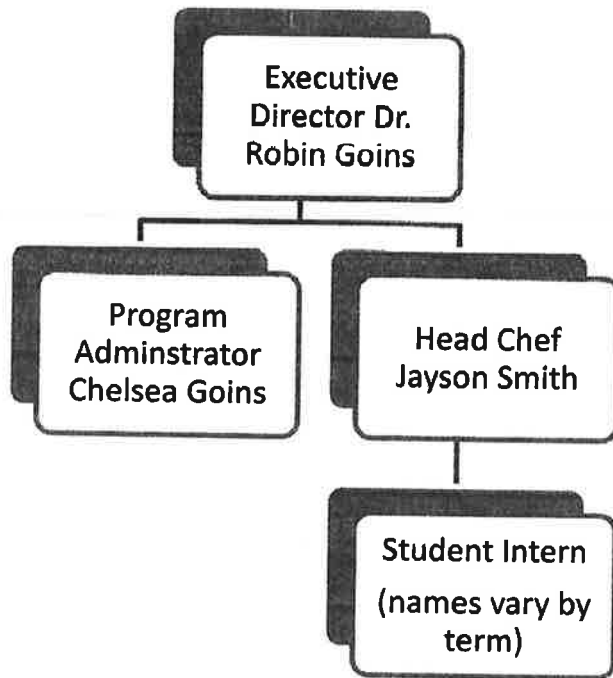 Executive
Director Dr.
Robin Goins
Program
Adminstrator
Chelsea Goins
Head Chef
Jayson Smith
Student Intern
(names vary by
term)